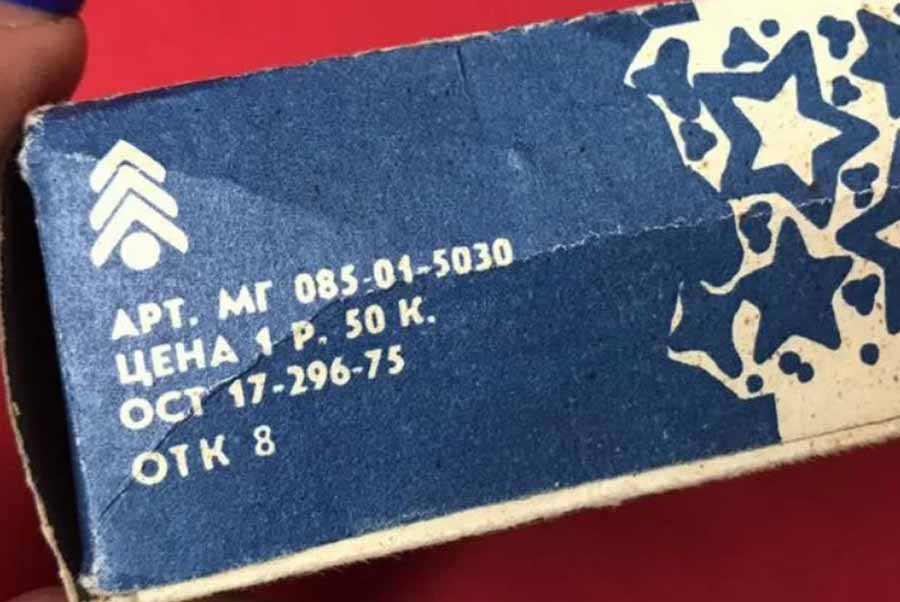 АРТ. МГ 085-01-5030
ЦЕНА 1 Р. 50 К.
ОСТ 17-296-75
ОТК 8